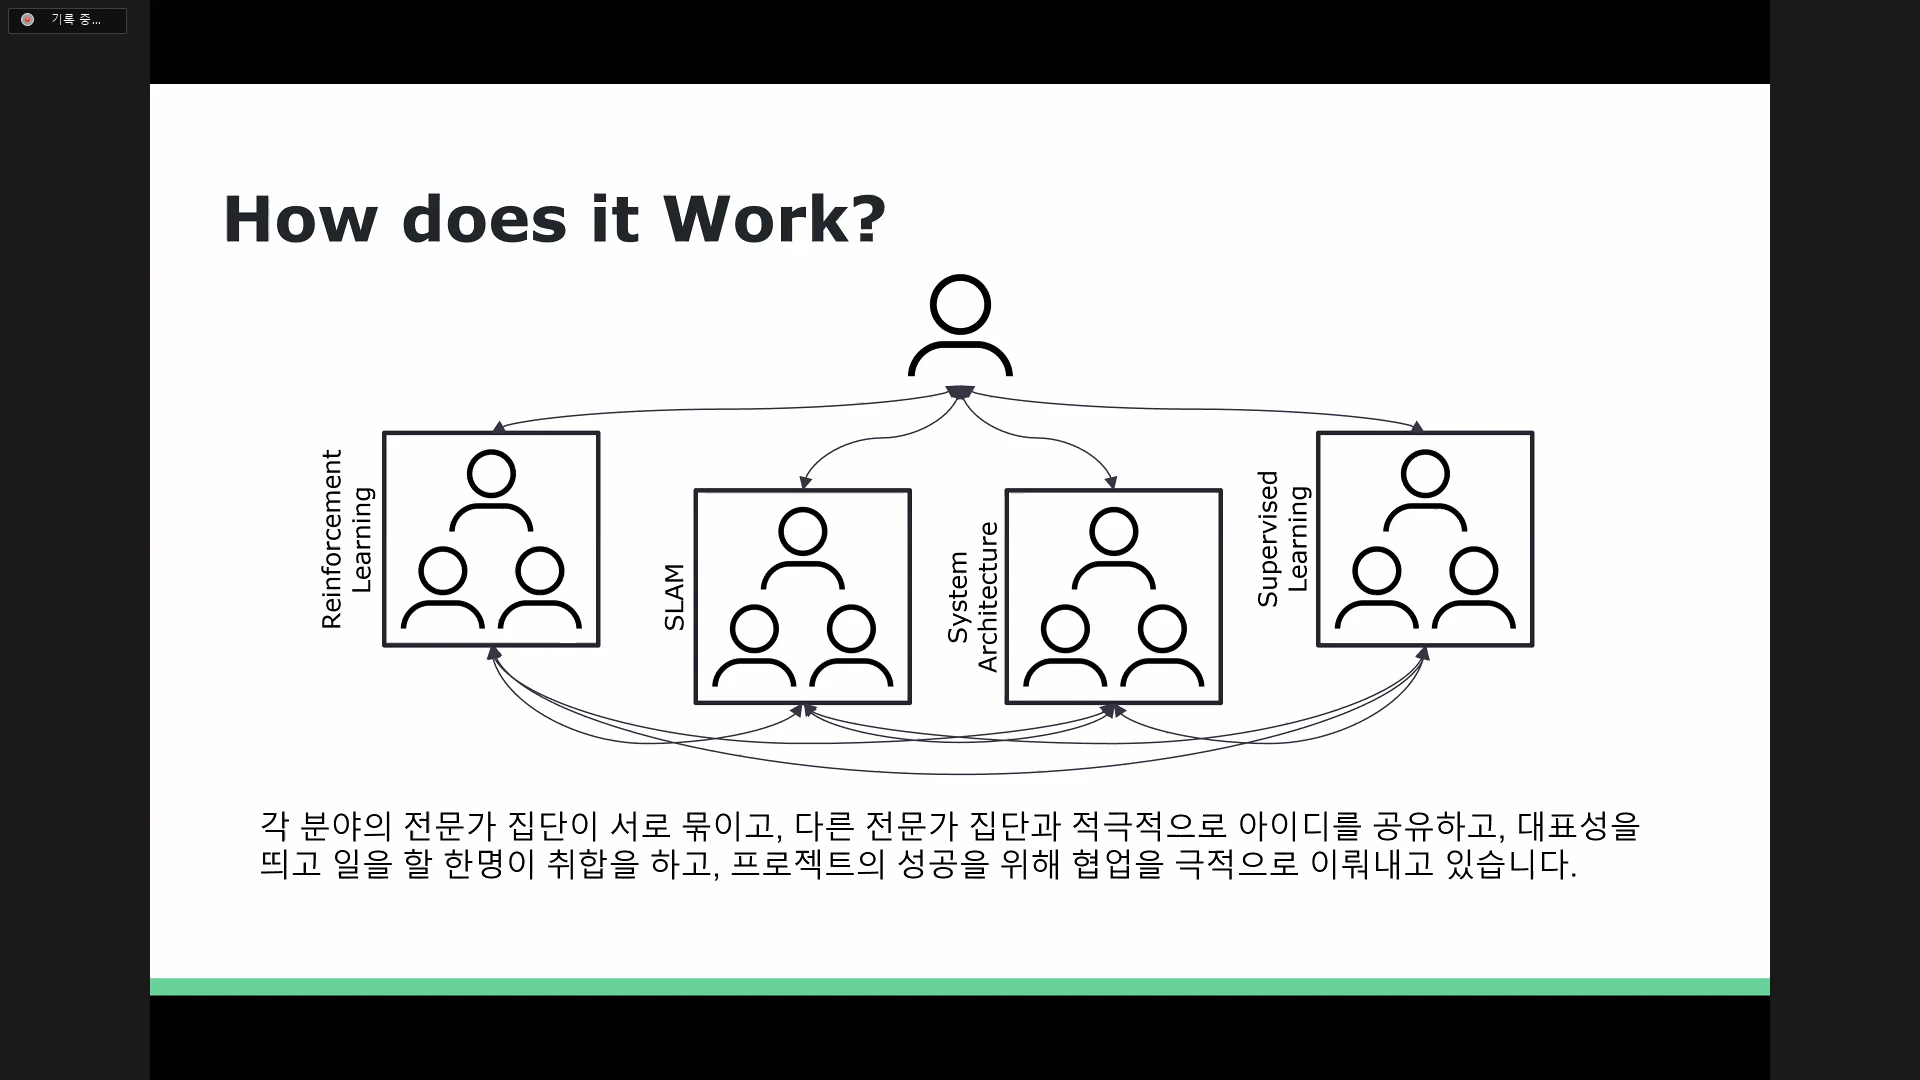 기록 중...
How does it Work?
Reinforcement
Learning
SLAM
System
Architecture
Supervised
Learning
각 분야의 전문가 집단이 서로 묶이고, 다른 전문가 집단과 적극적으로 아이디를 공유하고, 대표성을
띄고 일을 할 한명이 취합을 하고, 프로젝트의 성공을 위해 협업을 극적으로 이뤄내고 있습니다.